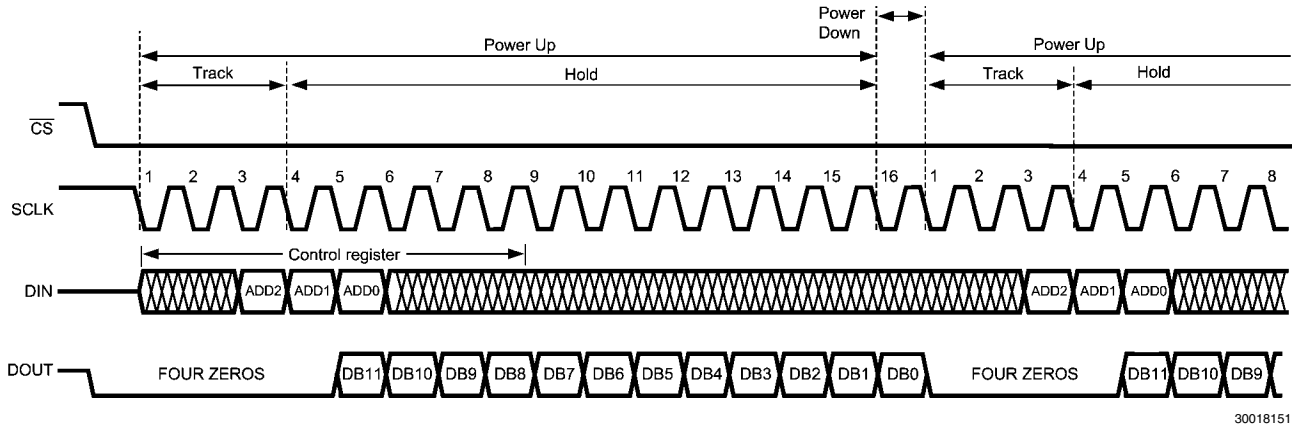 Power
Down
Power Up Power Up
Track Hold Track Hold
CS
1 2 3 4 5 6 7 8 9 10 11 12 13 14 15 16 1 2 3 4 5 6 7 8
SCLK
Control register
DIN ADD2 ADD1 ADD0 ADD2 ADD1 ADD0
DOUT FOUR ZEROS DB11 DB10 DB9 DB8 DB7 DB6 DB5 DB4 DB3 DB2 DB1 DB0 FOUR ZEROS DB11 DB10 DB9
30018151